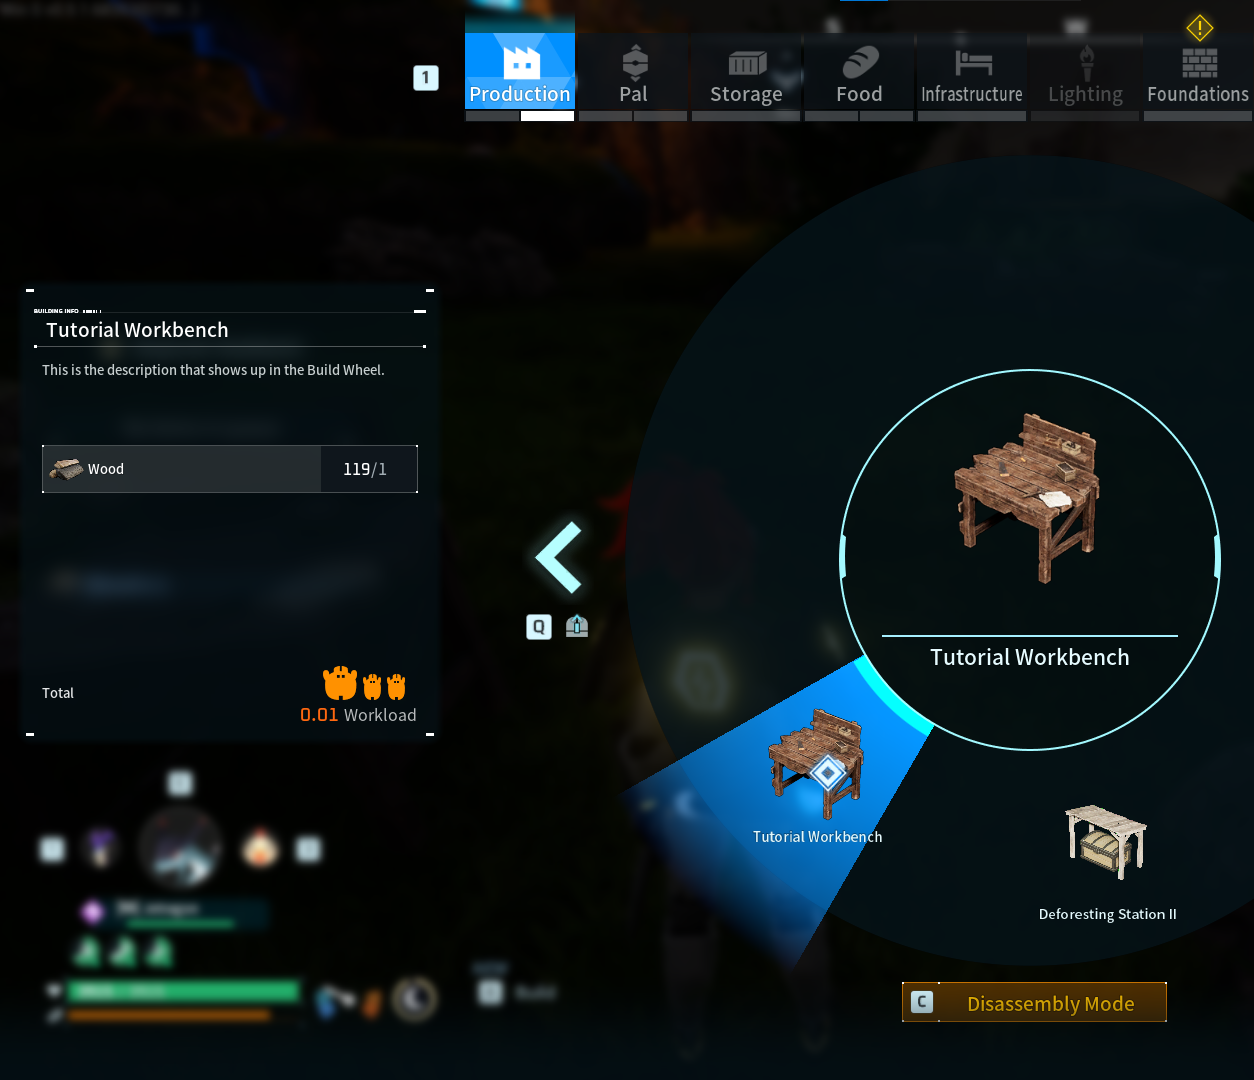 1
Production
Pal
Storage
Food
Infrastructure
Lighting
Foundations
BUILDING INFO
Tutorial Workbench
This is the description that shows up in the Build Wheel.
Wood
119/1
Q
Total
0.01 Workload
Tutorial Workbench
Tutorial Workbench
Deforesting Station II
Build
C
Disassembly Mode